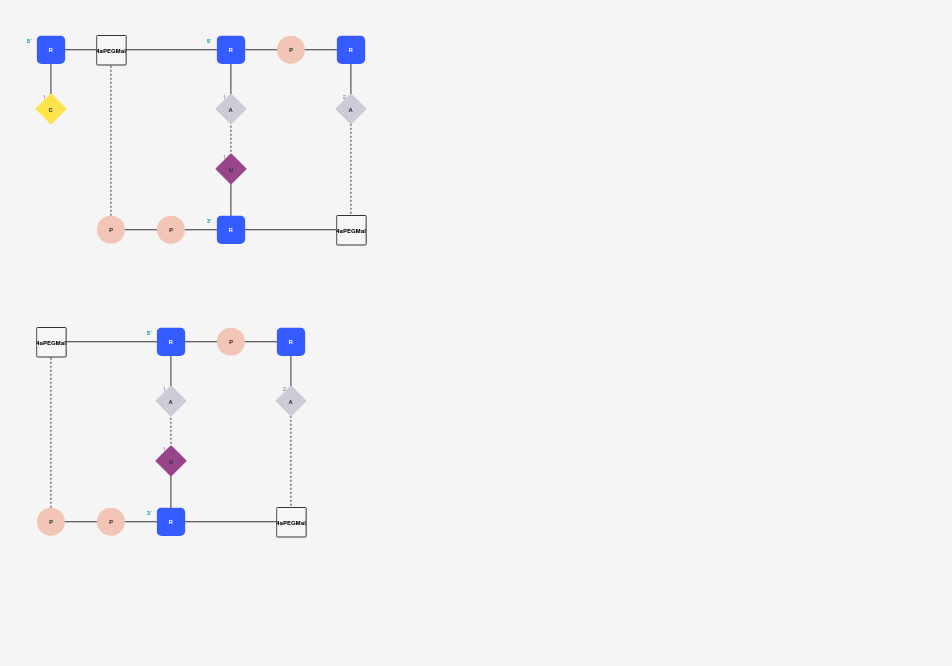 5' R 4aPEGMal 5' R P R
1 C 1 A 2 A
1 U
P P 3' R 4aPEGMal
4aPEGMal 5' R P R
1 A 2 A
1 U
P P 3' R 4aPEGMal